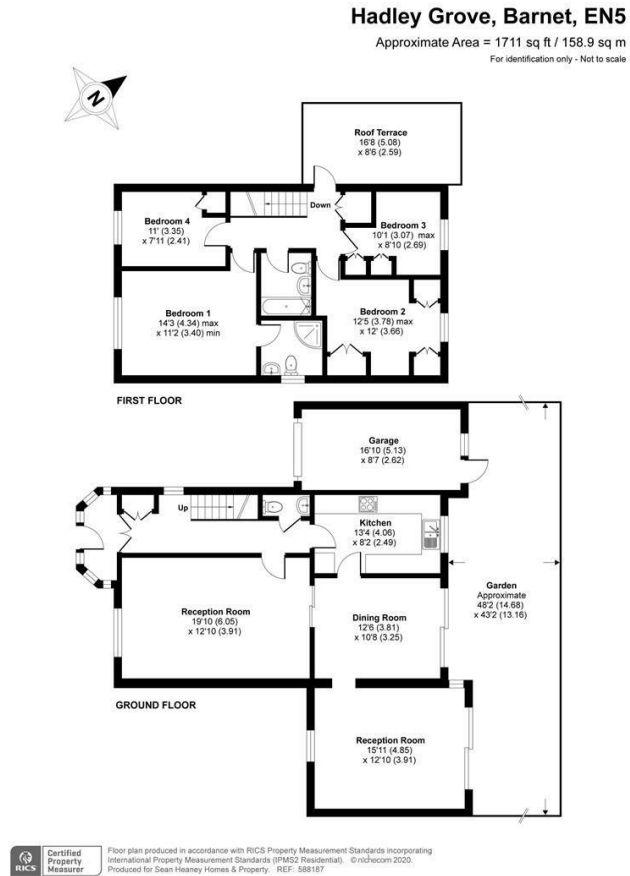 Hadley Grove, Barnet, EN5
Approximate Area = 1711 sq ft / 158.9 sq m
For identification only - Not to scale
N
Roof Terrace
16'8 (5.08)
x 8'6 (2.59)
Bedroom 4
11' (3.35)
x 7'11 (2.41)
Down
Bedroom 3
10'1 (3.07) max
x 8'10 (2.69)
Bedroom 1
14'3 (4.34) max
x 11'2 (3.40) min
Bedroom 2
12'5 (3.78) max
x 12' (3.66)
FIRST FLOOR
Garage
16'10 (5.13)
x 8'7 (2.62)
Up
Kitchen
13'4 (4.06)
x 8'2 (2.49)
Garden
Approximate
48'2 (14.68)
x 43'2 (13.16)
Reception Room
19'10 (6.05)
x 12'10 (3.91)
Dining Room
12'6 (3.81)
x 10'8 (3.25)
GROUND FLOOR
Reception Room
15'11 (4.85)
x 12'10 (3.91)
RICS
Certified
Property
Measurer
Floor plan produced in accordance with RICS Property Measurement Standards incorporating
International Property Measurement Standards (IPMS2 Residential). © nichecom 2020.
Produced for Sean Heaney Homes & Property. REF: 588187